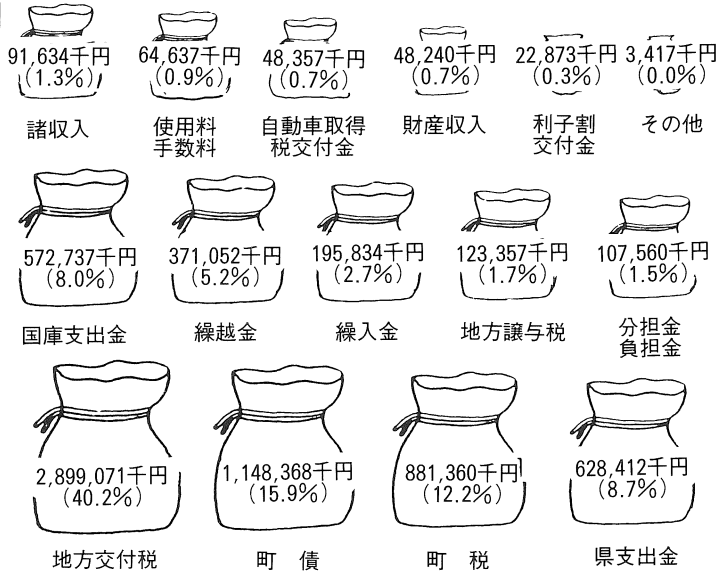 91,634千円
(1.3%)
諸収入
64,637千円
(0.9%)
使用料
手数料
48,357千円
(0.7%)
自動車取得
税交付金
48,240千円
(0.7%)
財産収入
22,873千円
(0.3%)
利子割
交付金
3,417千円
(0.0%)
その他
572,737千円
(8.0%)
国庫支出金
371,052千円
(5.2%)
繰越金
195,834千円
(2.7%)
繰入金
123,357千円
(1.7%)
地方譲与税
107,560千円
(1.5%)
分担金
負担金
2,899,071千円
(40.2%)
地方交付税
1,148,368千円
(15.9%)
町 債
881,360千円
(12.2%)
町 税
628,412千円
(8.7%)
県支出金